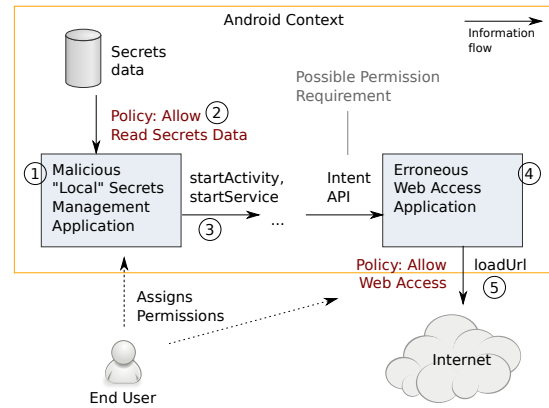 Android Context
Information
flow
Secrets
data
Possible Permission
Requirement
Policy: Allow
2
Read Secrets Data
1
Malicious
"Local" Secrets
Management
Application
startActivity,
startService
3
...
Intent
API
Erroneous
Web Access
Application
4
Policy: Allow
Web Access
loadUrl
5
Assigns
Permissions
End User
Internet